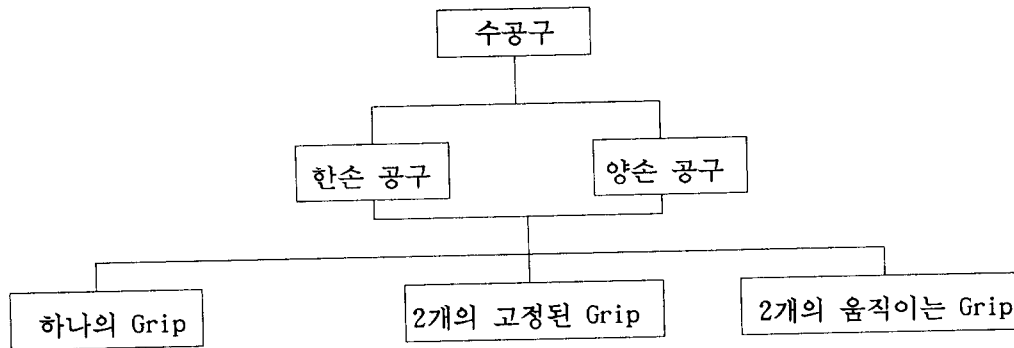 수공구
한손 공구
양손 공구
하나의 Grip
2개의 고정된 Grip
2개의 움직이는 Grip